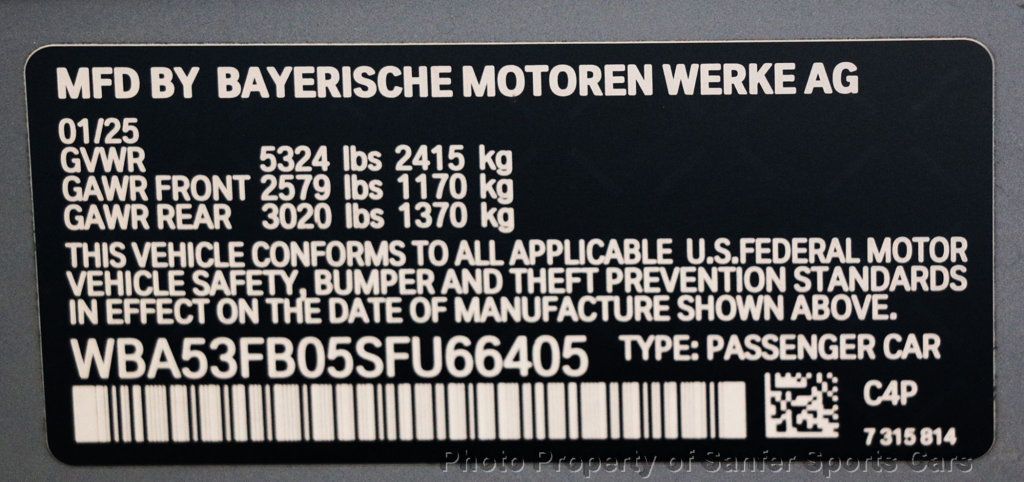 MFD BY BAYERISCHE MOTOREN WERKE AG
01/25
GVWR 5324 lbs 2415 kg
GAWR FRONT 2579 lbs 1170 kg
GAWR REAR 3020 lbs 1370 kg
THIS VEHICLE CONFORMS TO ALL APPLICABLE U.S.FEDERAL MOTOR
VEHICLE SAFETY, BUMPER AND THEFT PREVENTION STANDARDS
IN EFFECT ON THE DATE OF MANUFACTURE SHOWN ABOVE.
WBA53FB05SFU66405 TYPE: PASSENGER CAR
C4P
7 315 814
Photo Property of Sanfer Sports Cars